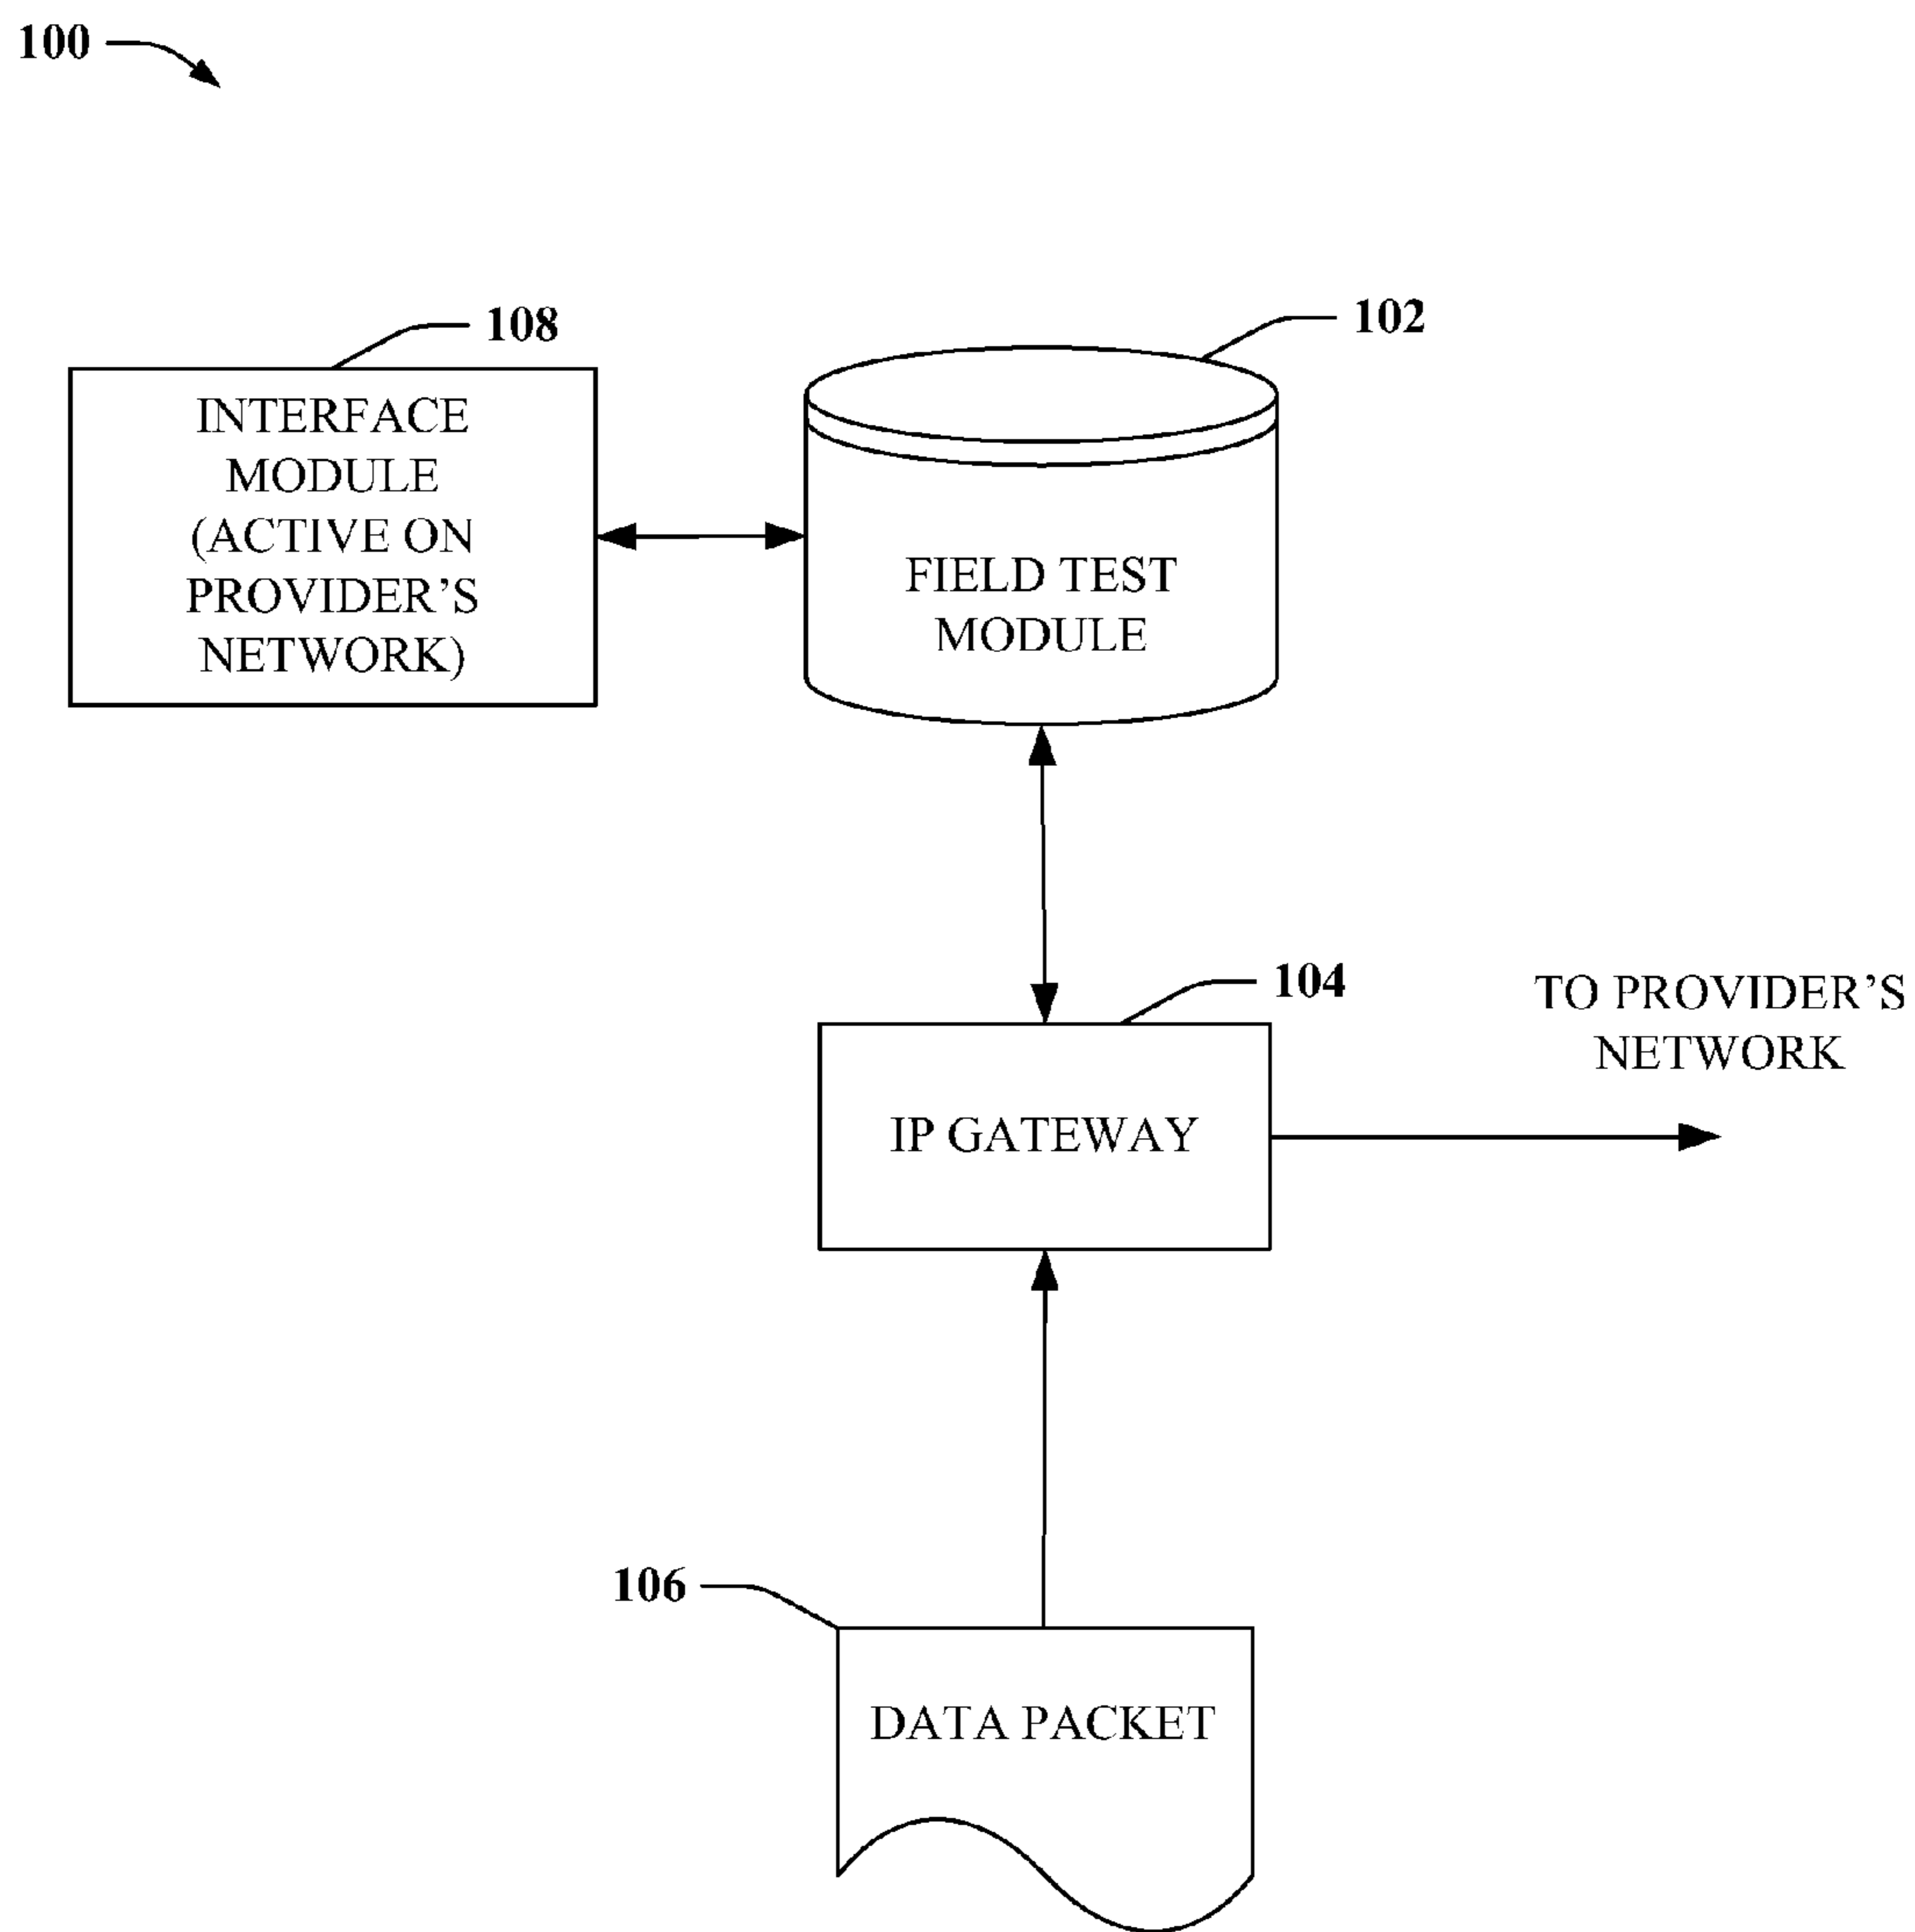 100
108
102
INTERFACE
MODULE
(ACTIVE ON
PROVIDER'S
NETWORK)
FIELD TEST
MODULE
104
TO PROVIDER'S
NETWORK
IP GATEWAY
106
DATA PACKET